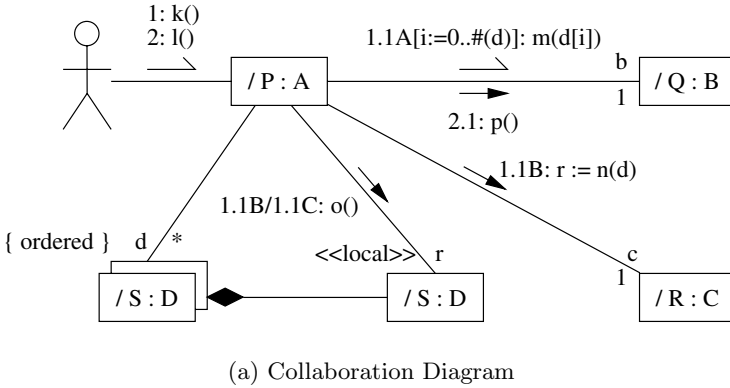 1: k()
2: l()
1.1A[i:=0..#(d)]: m(d[i])
b
/ P : A
/ Q : B
1
2.1: p()
1.1B: r := n(d)
1.1B/1.1C: o()
{ ordered } d *
<<local>> r
c
1
/ S : D
/ S : D
/ R : C
(a) Collaboration Diagram